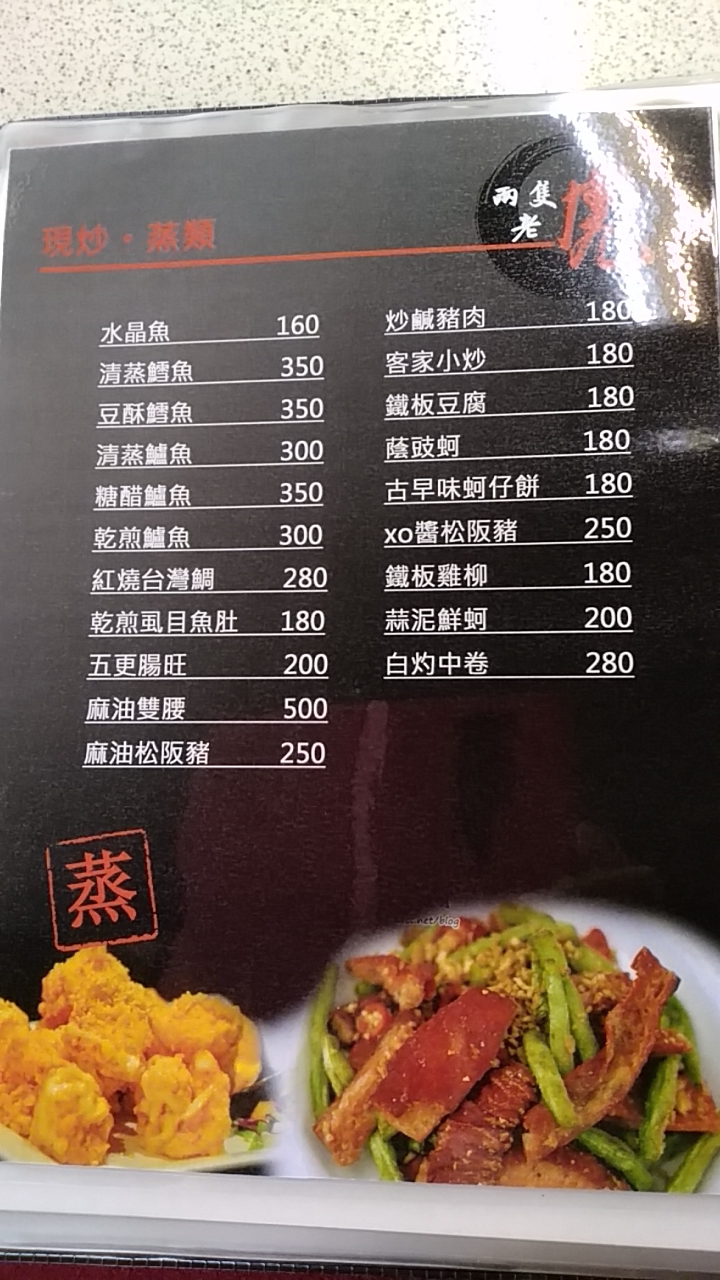 兩隻
老
現炒・蒸類
水晶魚 160
清蒸鱈魚 350
豆酥鱈魚 350
清蒸鱸魚 300
糖醋鱸魚 350
乾煎鱸魚 300
紅燒台灣鯛 280
乾煎虱目魚肚 180
五更腸旺 200
麻油雙腰 500
麻油松阪豬 250
炒鹹豬肉 180
客家小炒 180
鐵板豆腐 180
蔭豉蚵 180
古早味蚵仔餅 180
xo醬松阪豬 250
鐵板雞柳 180
蒜泥鮮蚵 200
白灼中卷 280
蒸
.net/blog